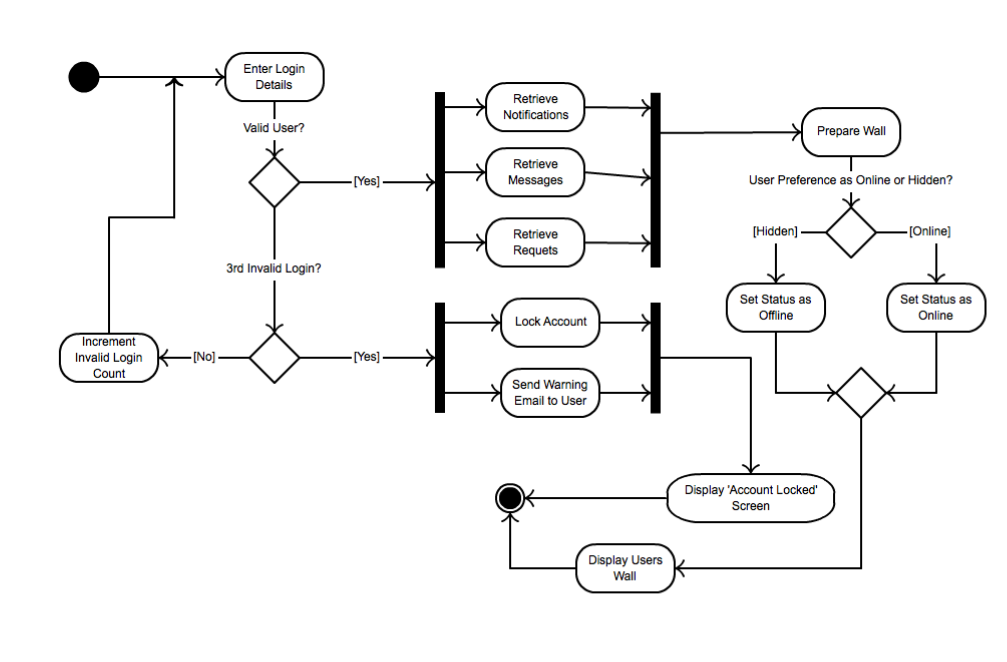 Enter Login
Details
Valid User?
[Yes]
Retrieve
Notifications
Retrieve
Messages
Retrieve
Requets
Prepare Wall
User Preference as Online or Hidden?
[Hidden]
[Online]
Set Status as
Offline
Set Status as
Online
3rd Invalid Login?
[No]
[Yes]
Increment
Invalid Login
Count
Lock Account
Send Warning
Email to User
Display 'Account Locked'
Screen
Display Users
Wall